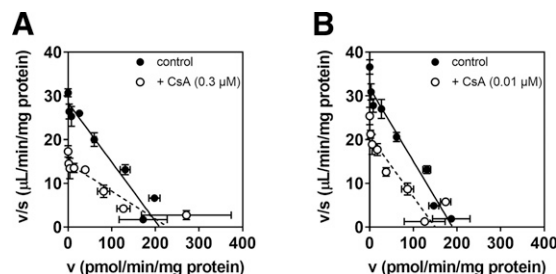 A
B
control
+ CsA (0.3 µM)
v/s (µL/min/mg protein)
40
30
20
10
0
0 100 200 300 400
v (pmol/min/mg protein)
control
+ CsA (0.01 µM)
v/s (µL/min/mg protein)
40
30
20
10
0
0 100 200 300 400
v (pmol/min/mg protein)